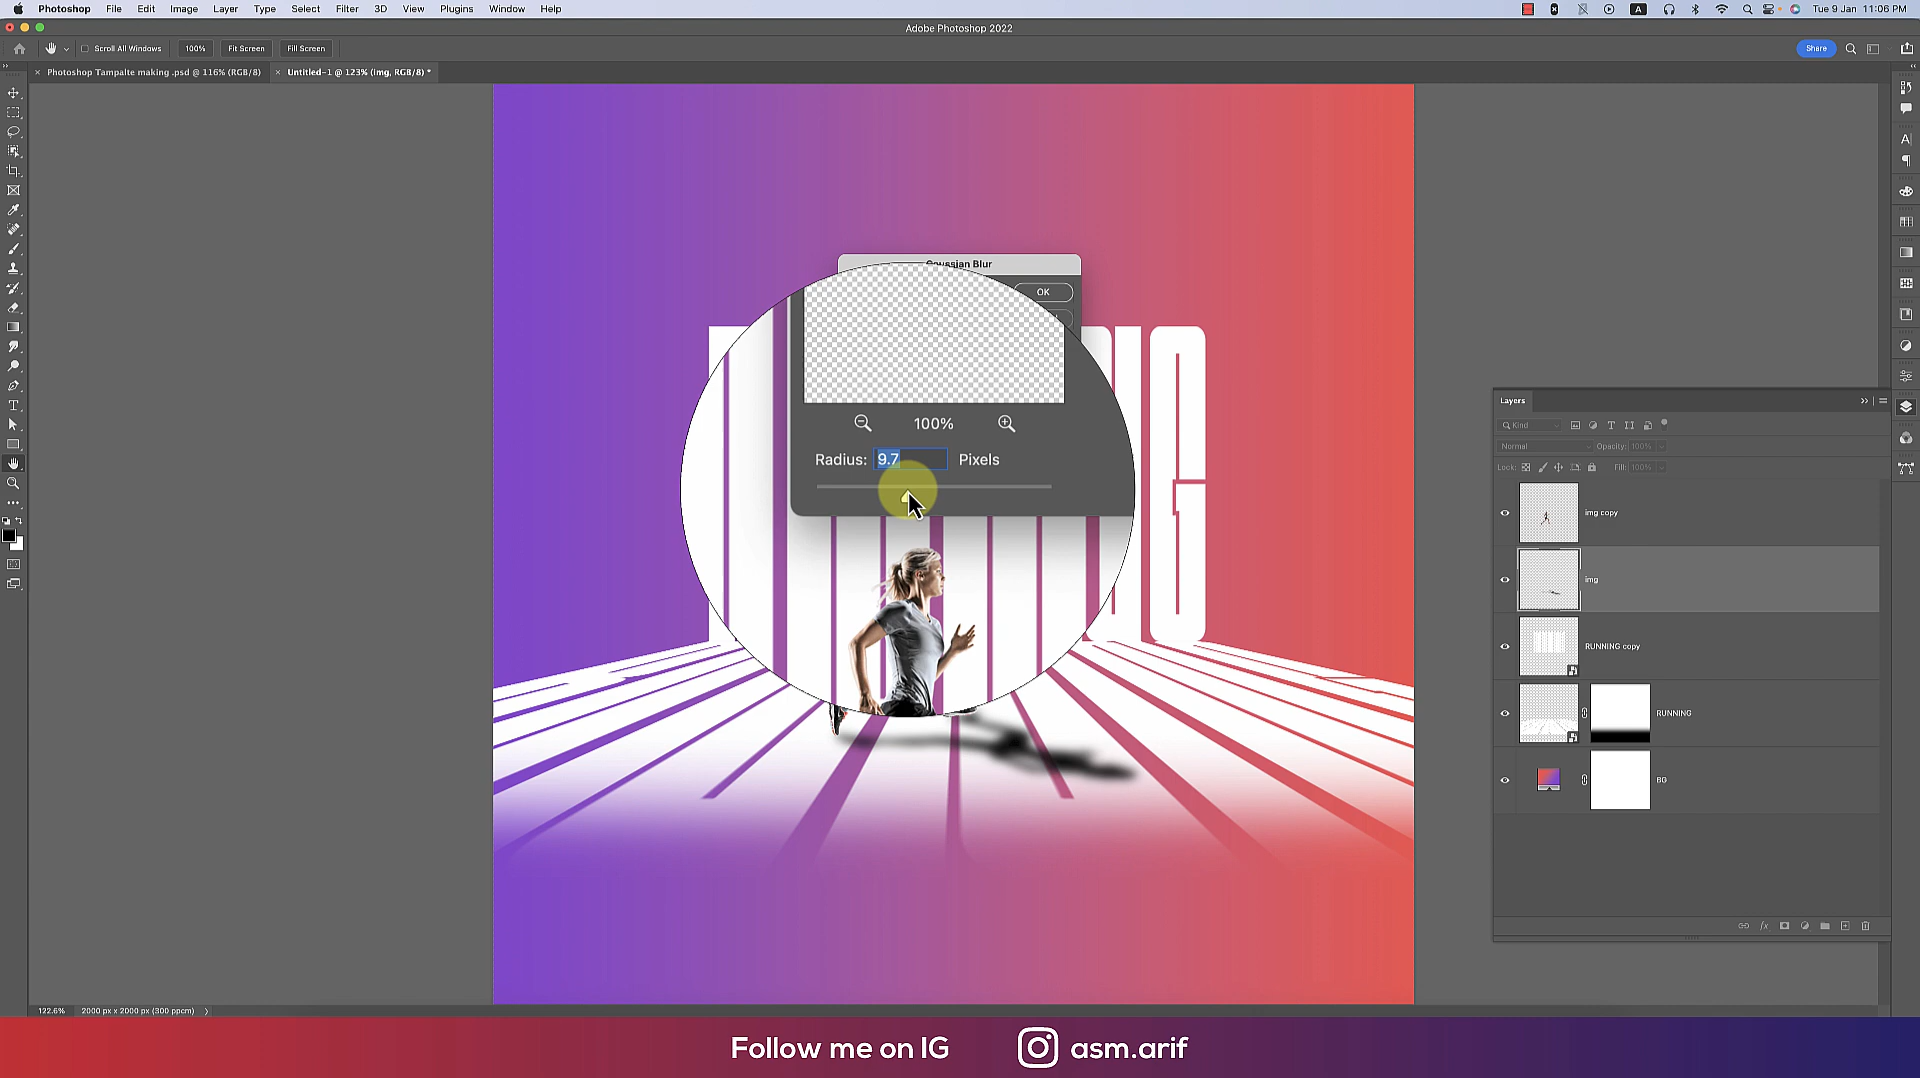 Photoshop File Edit Image Layer Type Select Filter 3D View Plugins Window Help
A Tue 9 Jan 11:06 PM
Adobe Photoshop 2022
Scroll All Windows 100% Fit Screen Fill Screen
Share
Photoshop Tampalte making .psd @ 116% (RGB/8)
Untitled-1 @ 123% (img, RGB/8) *
Gaussian Blur
OK
100%
Radius: 9.7 Pixels
Layers
Kind
Normal Opacity: 100%
Lock: Fill: 100%
img copy
img
RUNNING copy
RUNNING
BG
122.6% 2000 px x 2000 px (300 ppcm)
Follow me on IG asm.arif